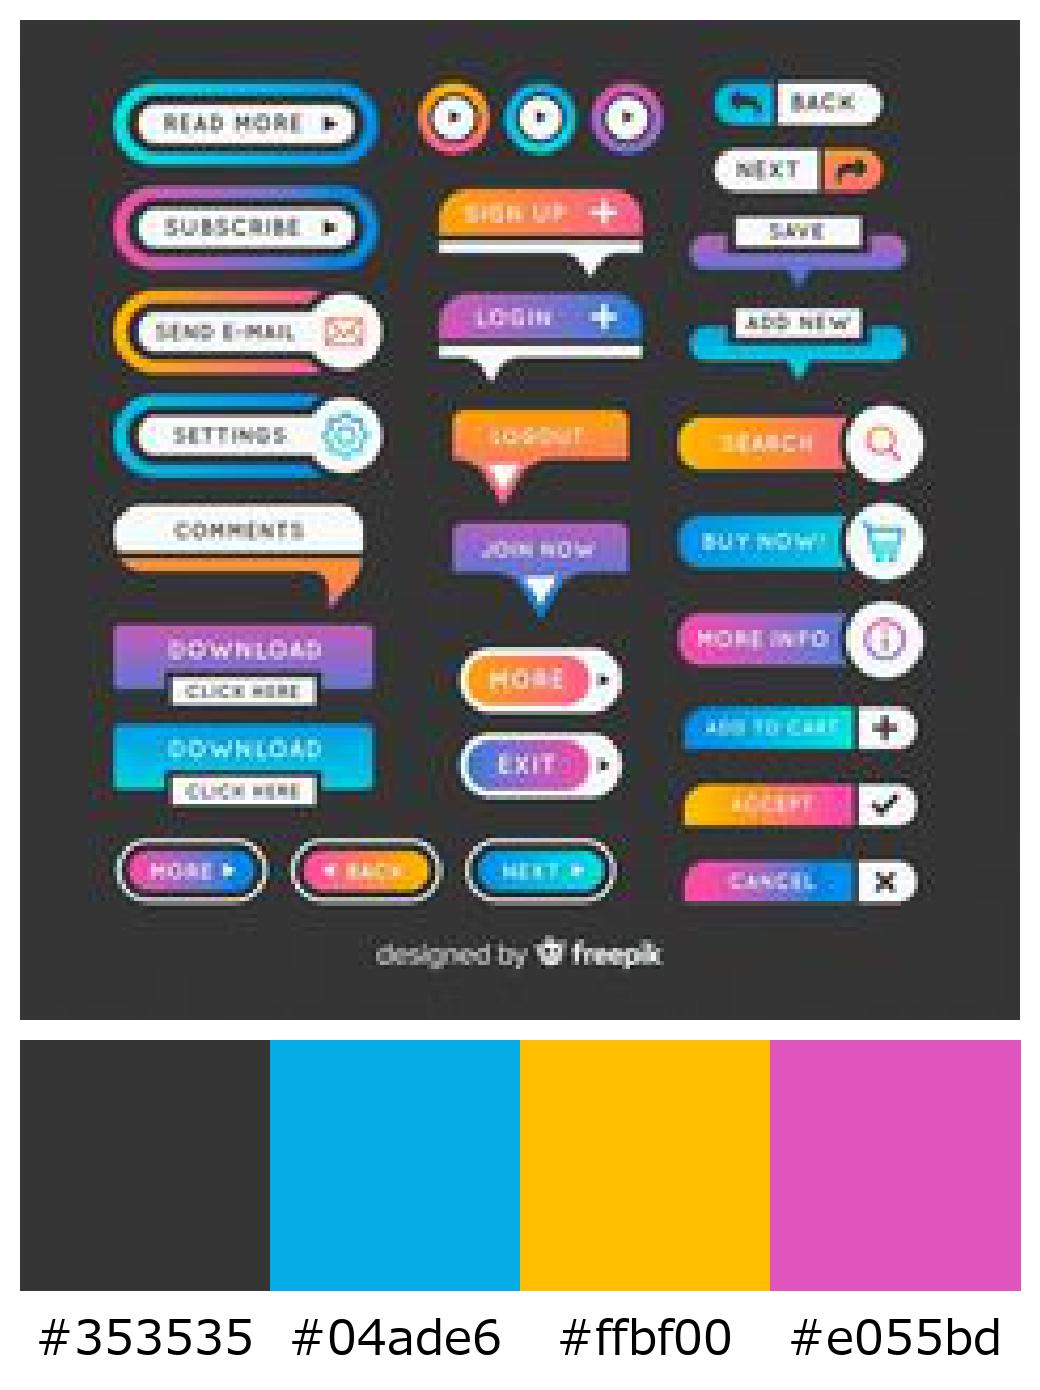 READ MORE
SUBSCRIBE
SEND E-MAIL
SETTINGS
COMMENTS
DOWNLOAD
CLICK HERE
DOWNLOAD
CLICK HERE
SIGN UP
LOGIN
LOGOUT
JOIN NOW
MORE
EXIT
BACK
NEXT
SAVE
ADD NEW
SEARCH
BUY NOW!
MORE INFO
ADD TO CART
ACCEPT
CANCEL
MORE
BACK
NEXT
designed by freepik
#353535
#04ade6
#ffbf00
#e055bd